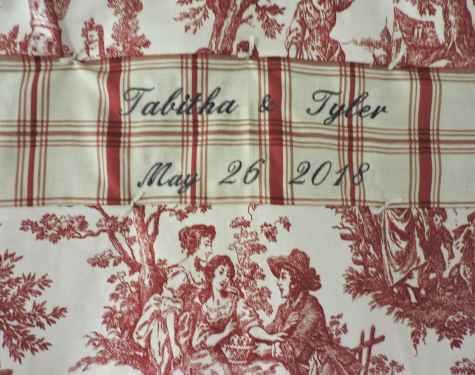 Tabitha & Tyler
May 26 2018